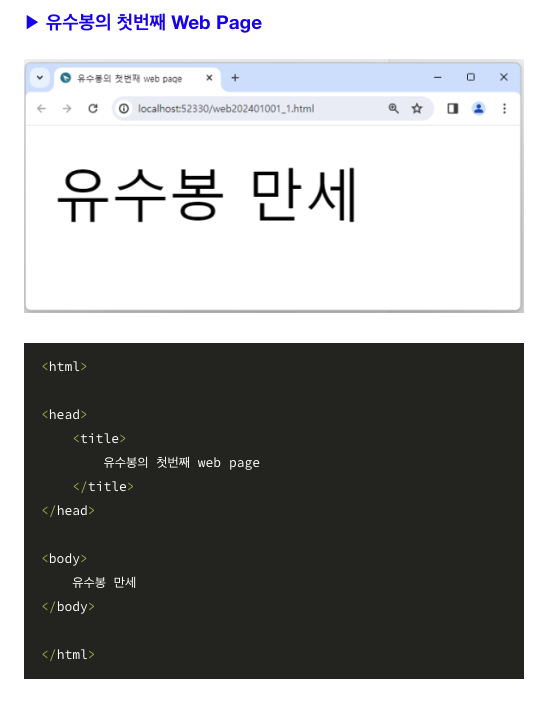 ▶ 유수봉의 첫번째 Web Page
유수봉의 첫번째 web page
localhost:52330/web202401001_1.html
유수봉 만세
<html>
<head>
<title>
유수봉의 첫번째 web page
</title>
</head>
<body>
유수봉 만세
</body>
</html>